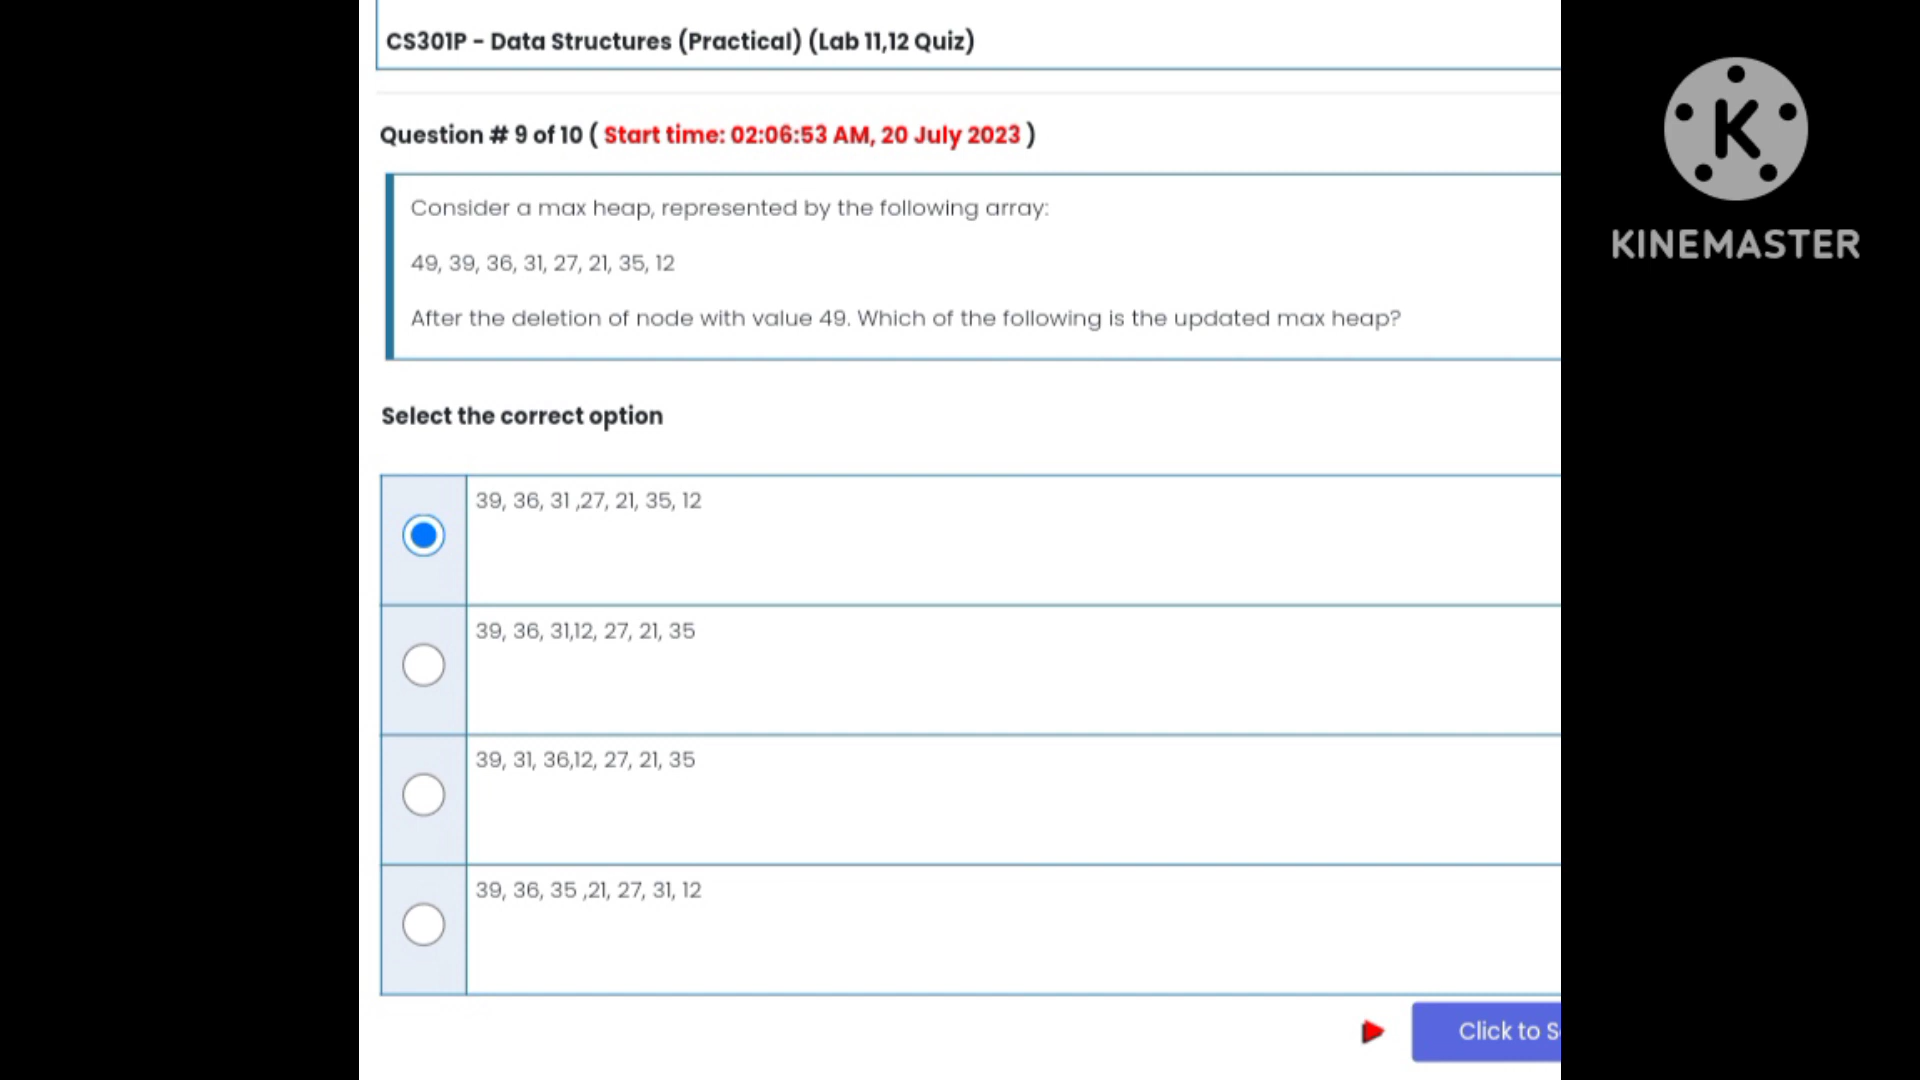 CS301P - Data Structures (Practical) (Lab 11,12 Quiz)
Question # 9 of 10 ( Start time: 02:06:53 AM, 20 July 2023 )
Consider a max heap, represented by the following array:
49, 39, 36, 31, 27, 21, 35, 12
After the deletion of node with value 49. Which of the following is the updated max heap?
Select the correct option
39, 36, 31 ,27, 21, 35, 12
39, 36, 31,12, 27, 21, 35
39, 31, 36,12, 27, 21, 35
39, 36, 35 ,21, 27, 31, 12
Click to S
K
KINEMASTER